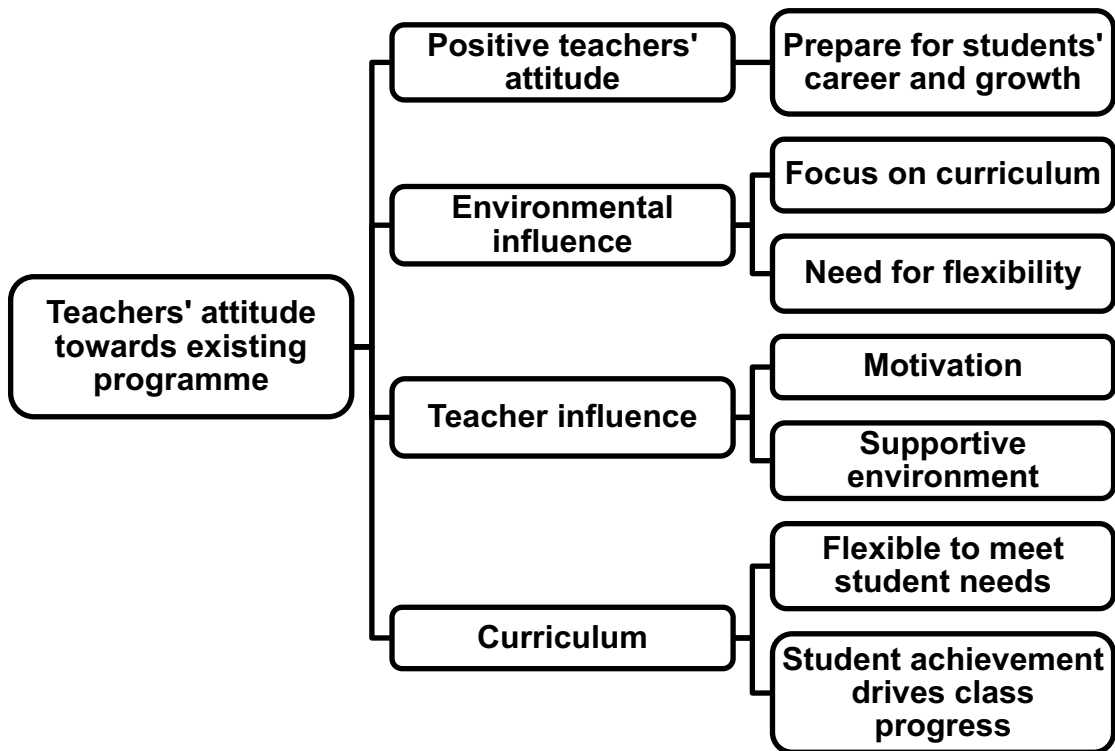 Teachers' attitude
towards existing
programme
Positive teachers'
attitude
Prepare for students'
career and growth
Environmental
influence
Focus on curriculum
Need for flexibility
Teacher influence
Motivation
Supportive
environment
Curriculum
Flexible to meet
student needs
Student achievement
drives class
progress